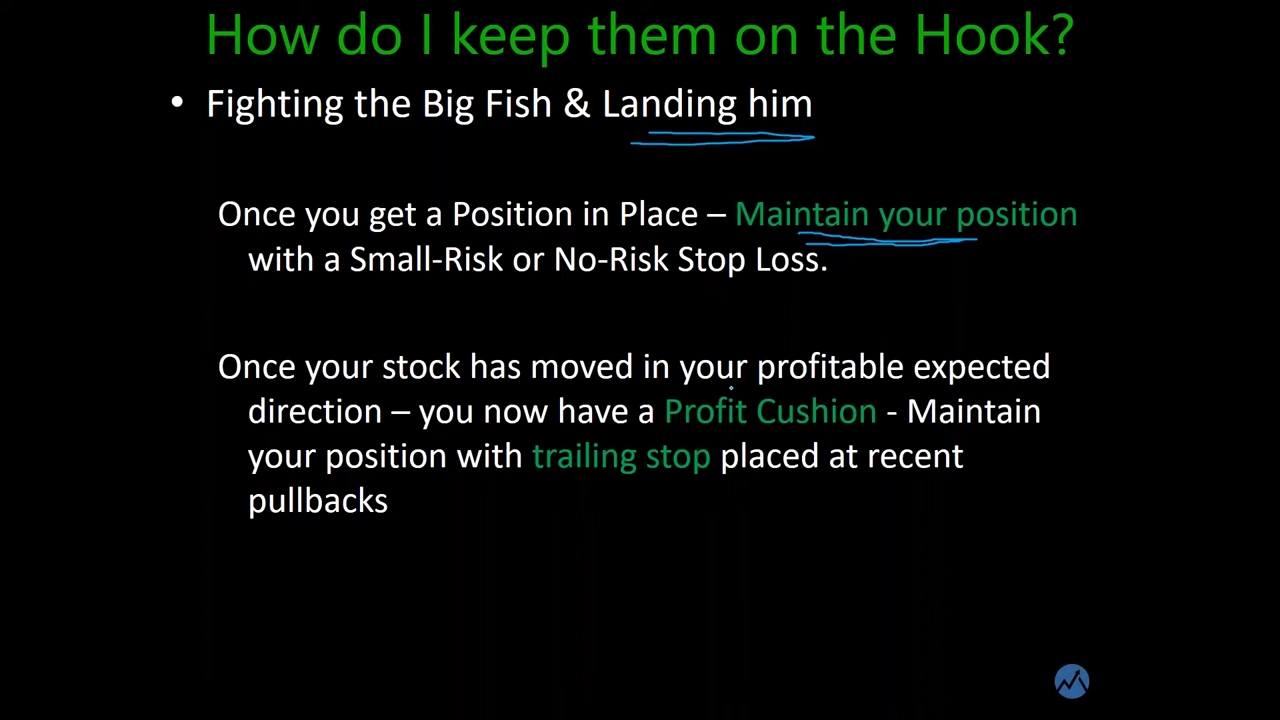 How do I keep them on the Hook?
• Fighting the Big Fish & Landing him
Once you get a Position in Place – Maintain your position
with a Small-Risk or No-Risk Stop Loss.
Once your stock has moved in your profitable expected
direction – you now have a Profit Cushion - Maintain
your position with trailing stop placed at recent
pullbacks